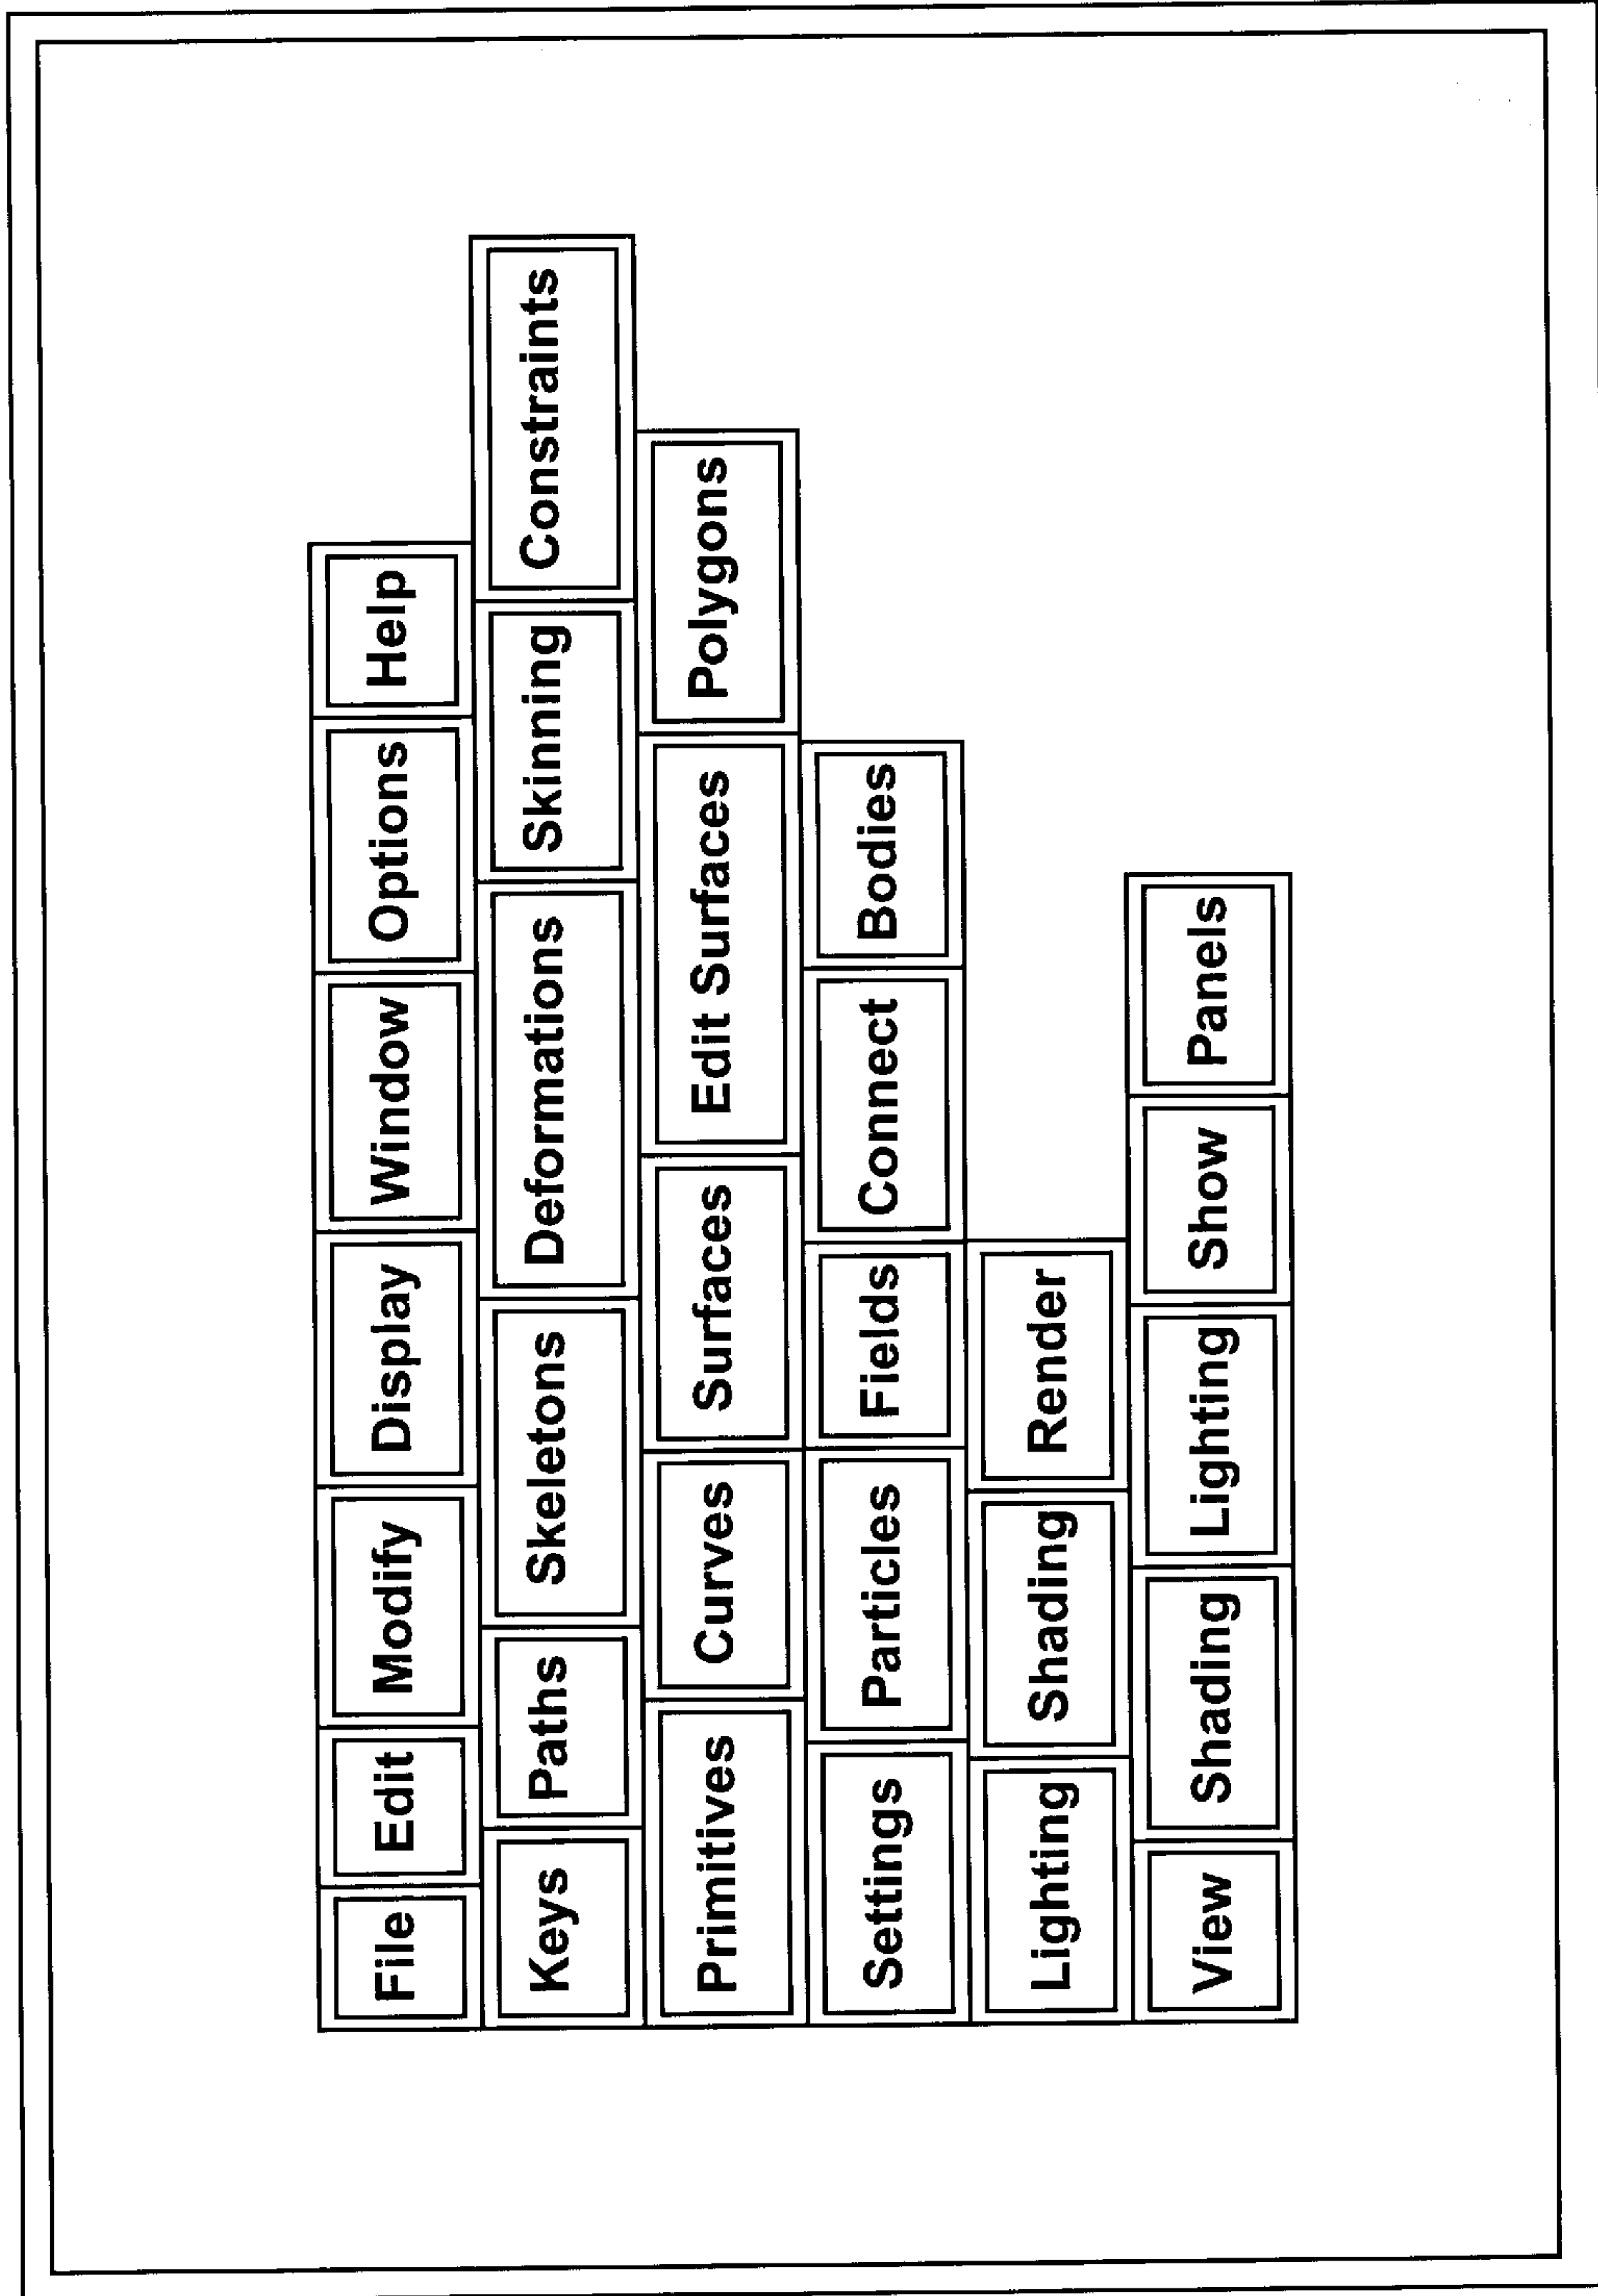 File Edit Modify Display Window Options Help
Keys Paths Skeletons Deformations Skinning Constraints
Primitives Curves Surfaces Edit Surfaces Polygons
Settings Particles Fields Connect Bodies
Lighting Shading Render
View Shading Lighting Show Panels